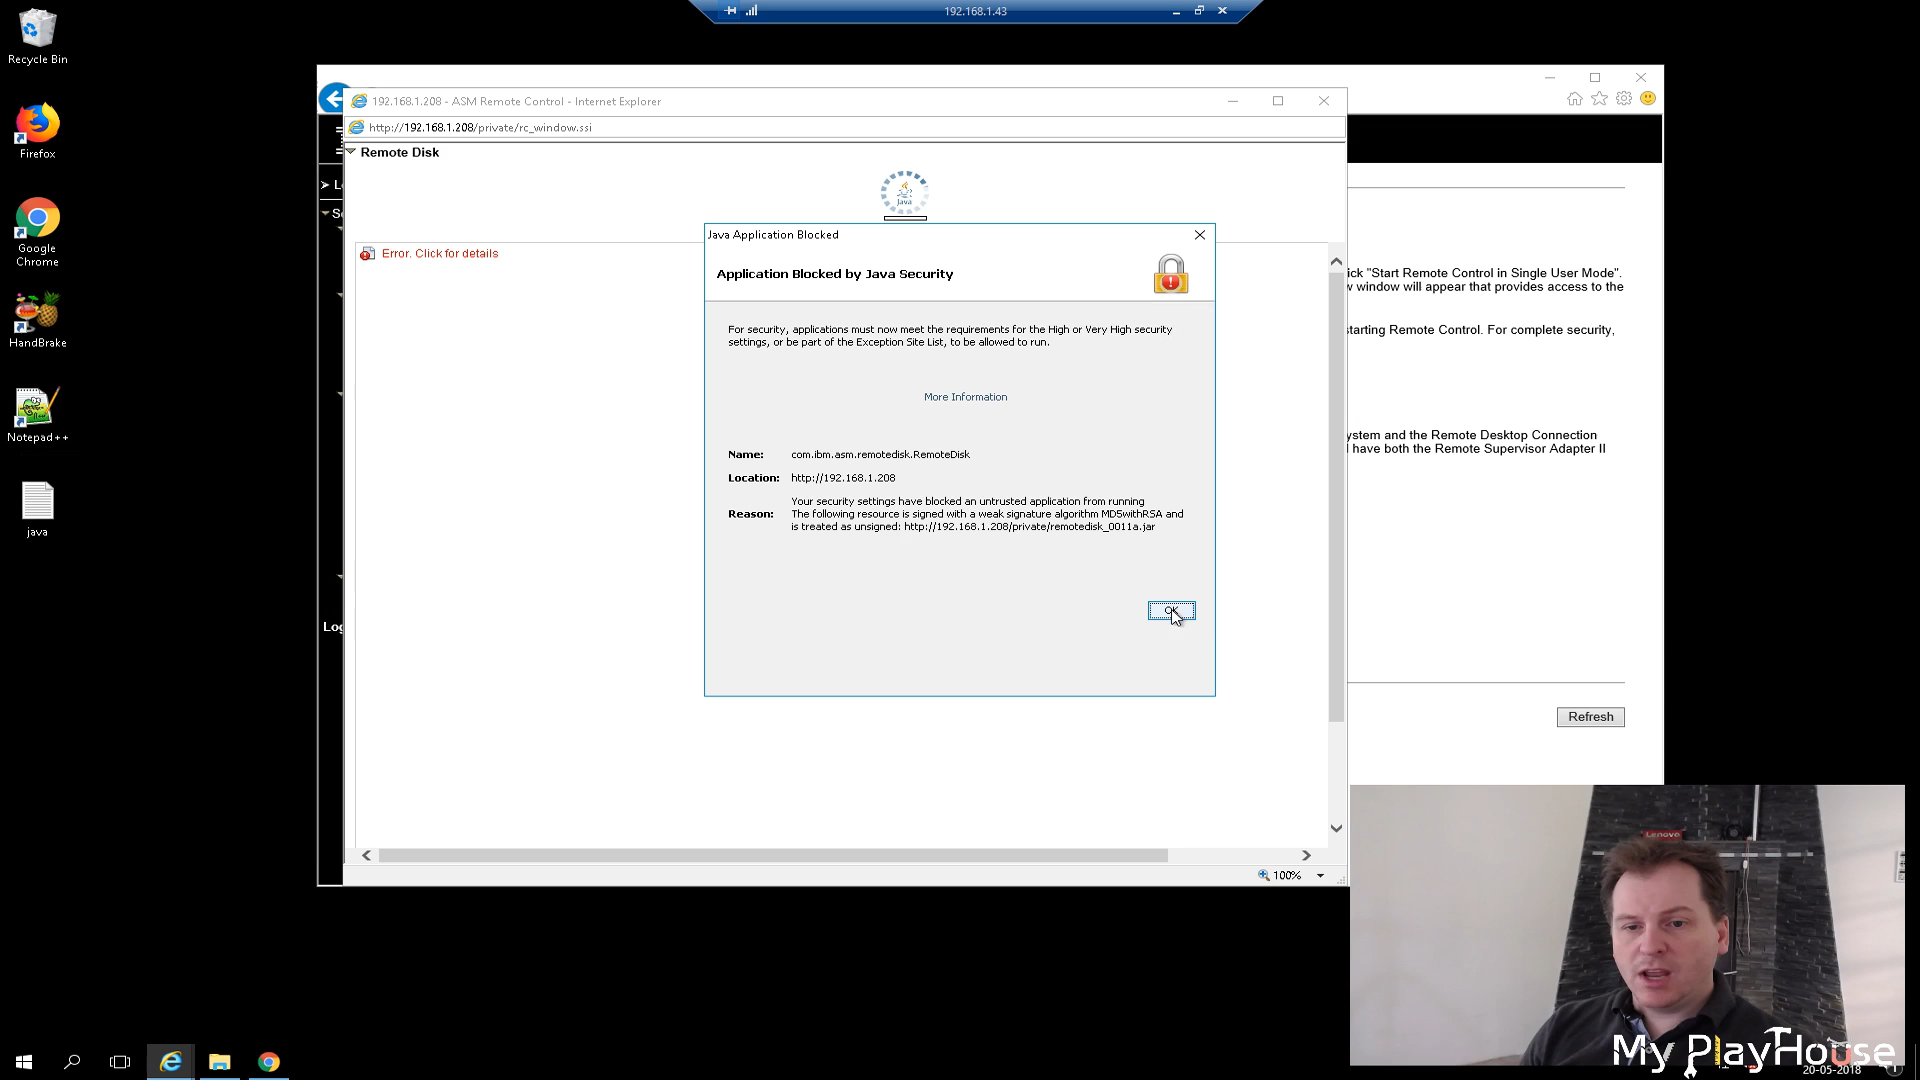 192.168.1.43
Recycle Bin
Firefox
Google
Chrome
HandBrake
Notepad++
java
192.168.1.208 - ASM Remote Control - Internet Explorer
http://192.168.1.208/private/rc_window.ssi
Remote Disk
Java
Error. Click for details
Java Application Blocked
Application Blocked by Java Security
For security, applications must now meet the requirements for the High or Very High security
settings, or be part of the Exception Site List, to be allowed to run.
More Information
Name: com.ibm.asm.remotedisk.RemoteDisk
Location: http://192.168.1.208
Your security settings have blocked an untrusted application from running
Reason: The following resource is signed with a weak signature algorithm MD5withRSA and
is treated as unsigned: http://192.168.1.208/private/remotedisk_0011a.jar
OK
ick "Start Remote Control in Single User Mode".
w window will appear that provides access to the
starting Remote Control. For complete security,
ystem and the Remote Desktop Connection
have both the Remote Supervisor Adapter II
Refresh
Log
100%
Lenovo
My PlayHouse
20-05-2018